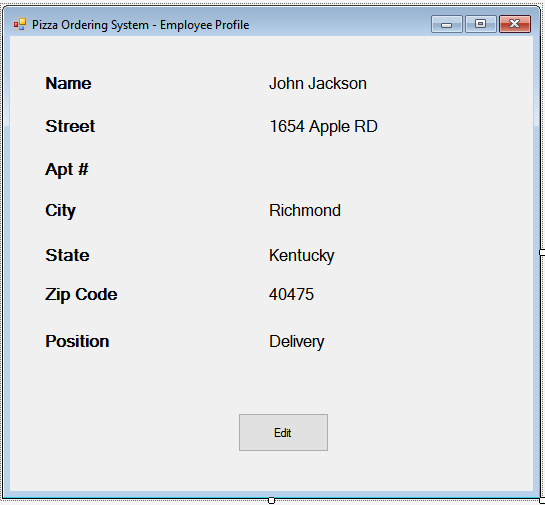 Pizza Ordering System - Employee Profile
Name John Jackson
Street 1654 Apple RD
Apt #
City Richmond
State Kentucky
Zip Code 40475
Position Delivery
Edit